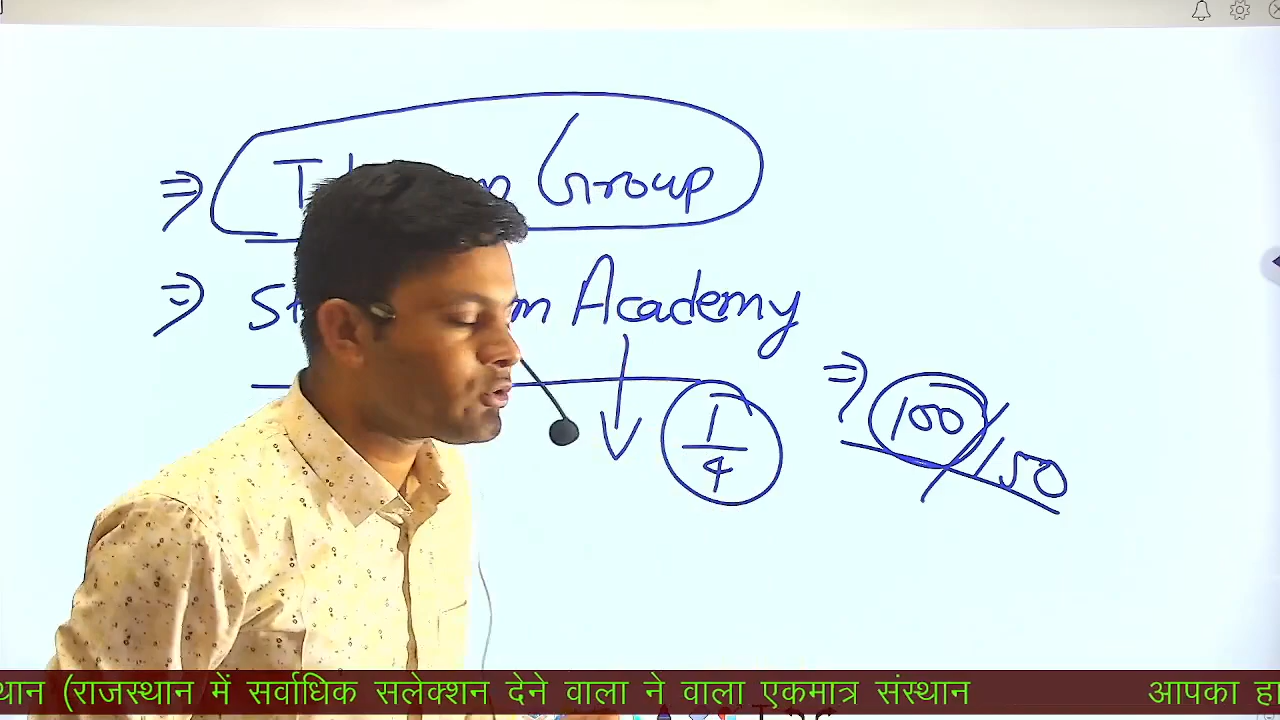 ⇒ Group
⇒ Academy
1/4
⇒ 100/150
(राजस्थान में सर्वाधिक सलेक्शन देने वाला ने वाला एकमात्र संस्थान आपका